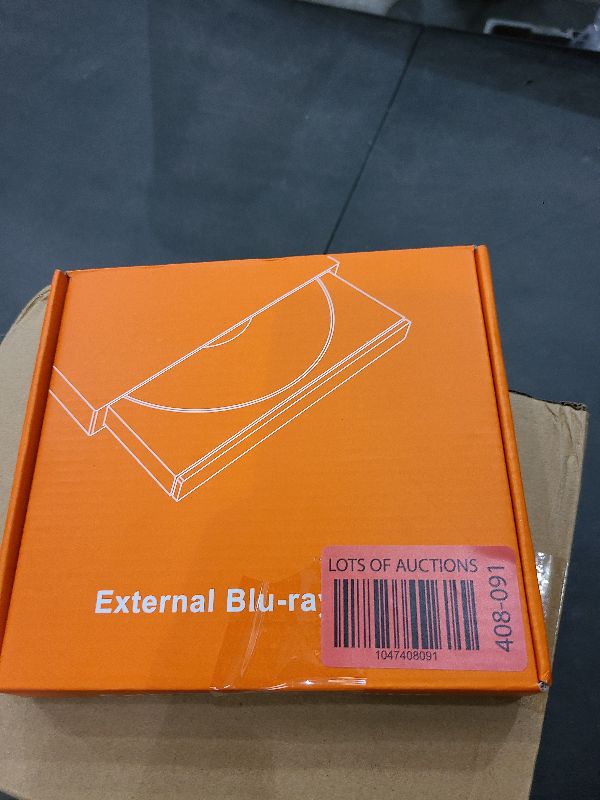 External Blu-ray
LOTS OF AUCTIONS
408-091
1047408091